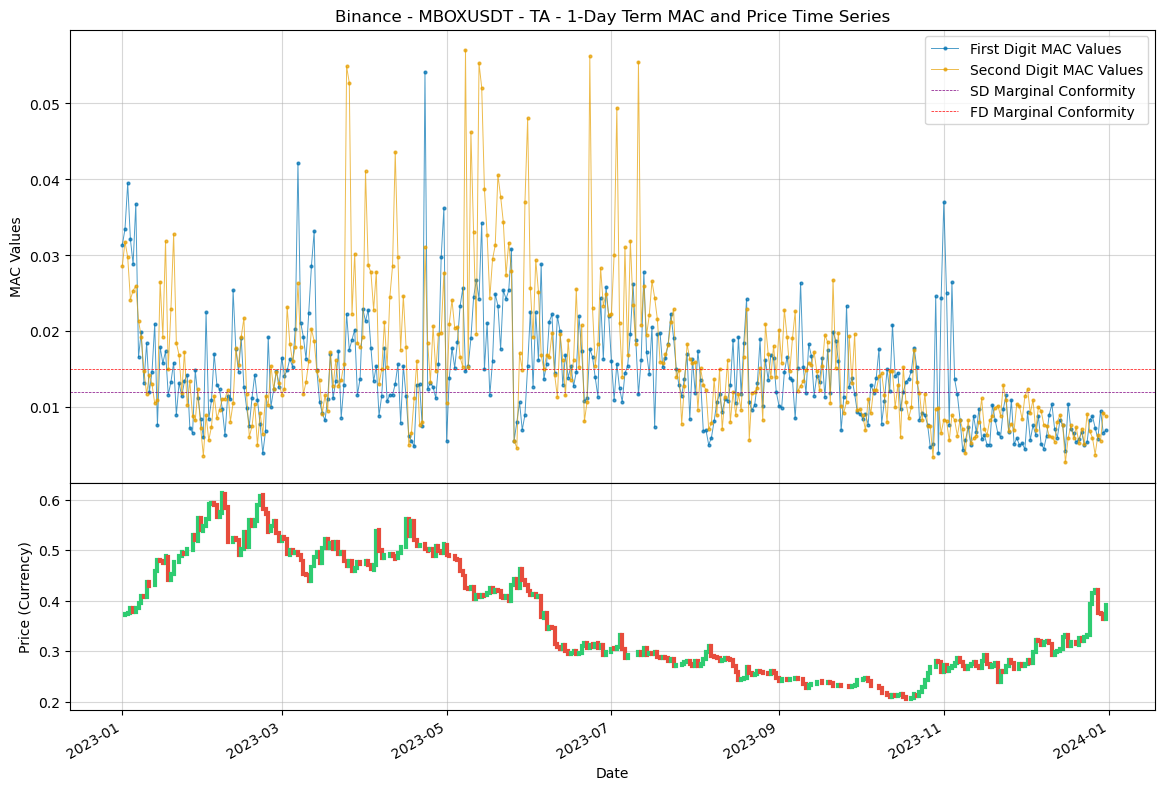 Binance - MBOXUSDT - TA - 1-Day Term MAC and Price Time Series
First Digit MAC Values
Second Digit MAC Values
SD Marginal Conformity
FD Marginal Conformity
MAC Values
0.05
0.04
0.03
0.02
0.01
Price (Currency)
0.6
0.5
0.4
0.3
0.2
2023-01
2023-03
2023-05
2023-07
2023-09
2023-11
2024-01
Date